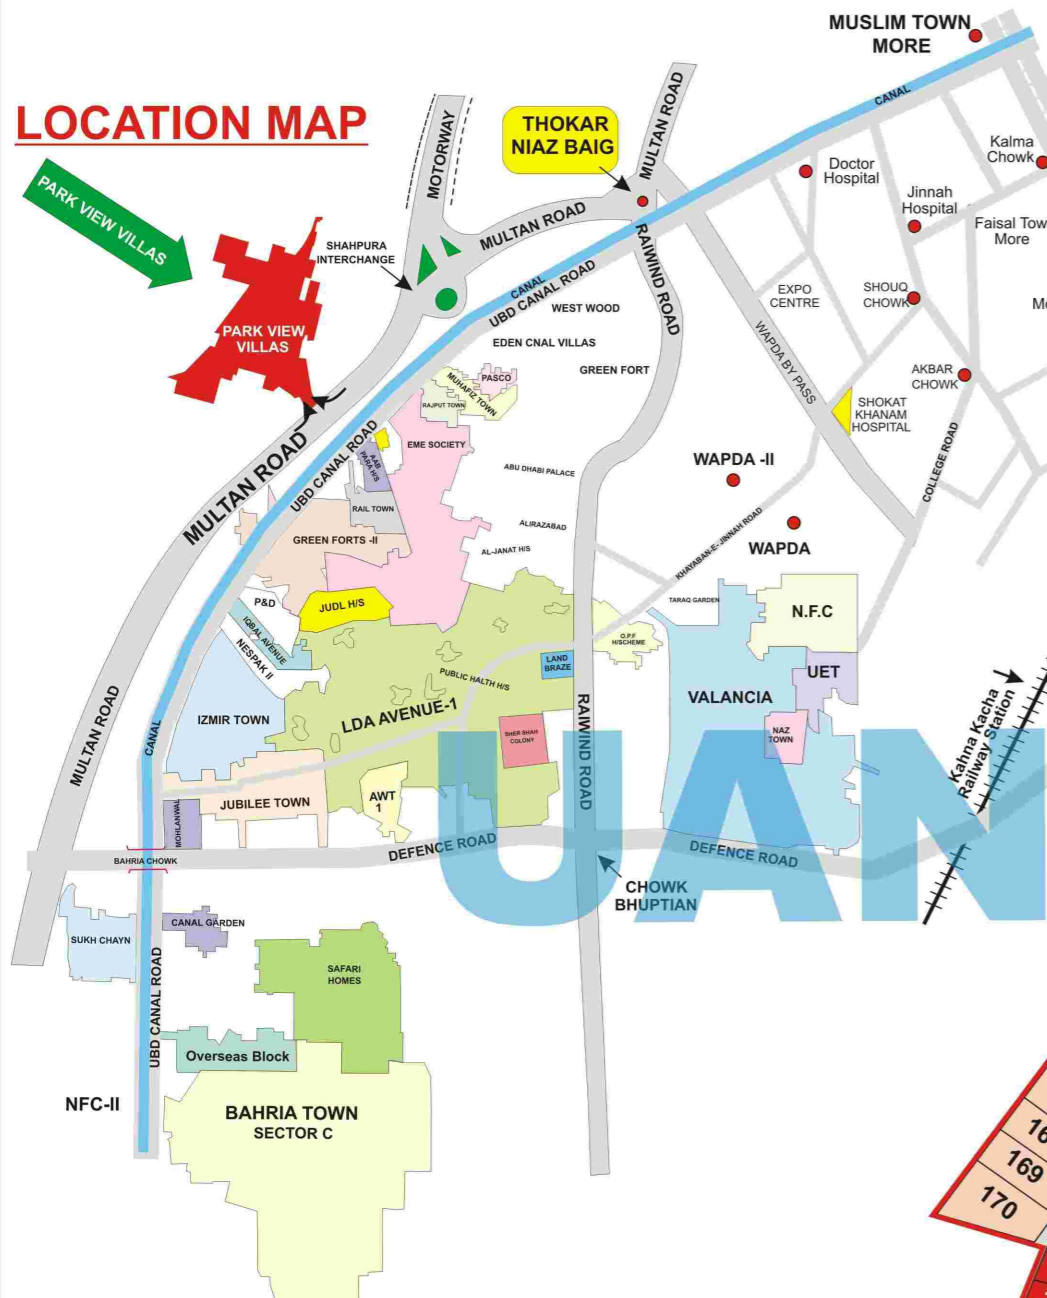 MUSLIM TOWN
MORE
LOCATION MAP
THOKAR
NIAZ BAIG
MOTORWAY
MULTAN ROAD
CANAL
PARK VIEW VILLAS
Kalma
Chowk
Doctor
Hospital
Jinnah
Hospital
MULTAN ROAD
Faisal Tow
More
SHAHPURA
INTERCHANGE
RAIWIND ROAD
CANAL
UBD CANAL ROAD
EXPO
CENTRE
SHOUQ
CHOWK
WEST WOOD
PARK VIEW
VILLAS
EDEN CNAL VILLAS
WAPDA BY PASS
GREEN FORT
AKBAR
CHOWK
PASCO
MUHAFIZ TOWN
RAJPUT TOWN
SHOKAT
KHANAM
HOSPITAL
MULTAN ROAD
UBD CANAL ROAD
EME SOCIETY
AAB
PARA H/S
COLLEGE ROAD
WAPDA -II
ABU DHABI PALACE
RAIL TOWN
ALIRAZABAD
WAPDA
KHAYABAN-E- JINNAH ROAD
GREEN FORTS -II
AL-JANAT H/S
P&D
JUDL H/S
TARAQ GARDEN
N.F.C
IQBAL AVENUE
NESPAK II
O.P.F
H/SCHEME
LAND
BRAZE
PUBLIC HALTH H/S
UET
VALANCIA
MULTAN ROAD
CANAL
IZMIR TOWN
LDA AVENUE-1
RAIWIND ROAD
SHER SHAH
COLONY
NAZ
TOWN
Kahna Kacha
Railway Station
UAN
JUBILEE TOWN
AWT
1
MOHLANWAL
BAHRIA CHOWK
DEFENCE ROAD
DEFENCE ROAD
CHOWK
BHUPTIAN
CANAL GARDEN
SUKH CHAYN
UBD CANAL ROAD
SAFARI
HOMES
Overseas Block
NFC-II
BAHRIA TOWN
SECTOR C
169
170